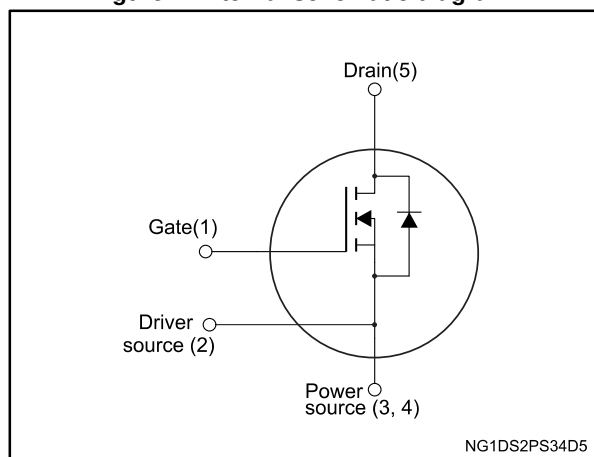 Drain(5)
Gate(1)
Driver
source (2)
Power
source (3, 4)
NG1DS2PS34D5